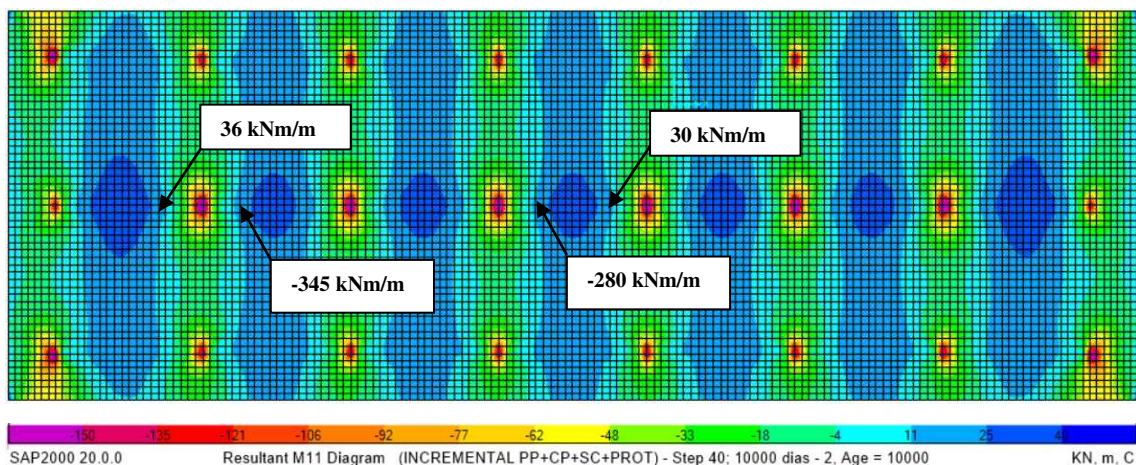 36 kNm/m
30 kNm/m
-345 kNm/m
-280 kNm/m
-150 -135 -121 -106 -92 -77 -62 -48 -33 -18 -4 11 25
SAP2000 20.0.0 Resultant M11 Diagram (INCREMENTAL PP+CP+SC+PROT) - Step 40; 10000 dias - 2, Age = 10000 KN, m, C